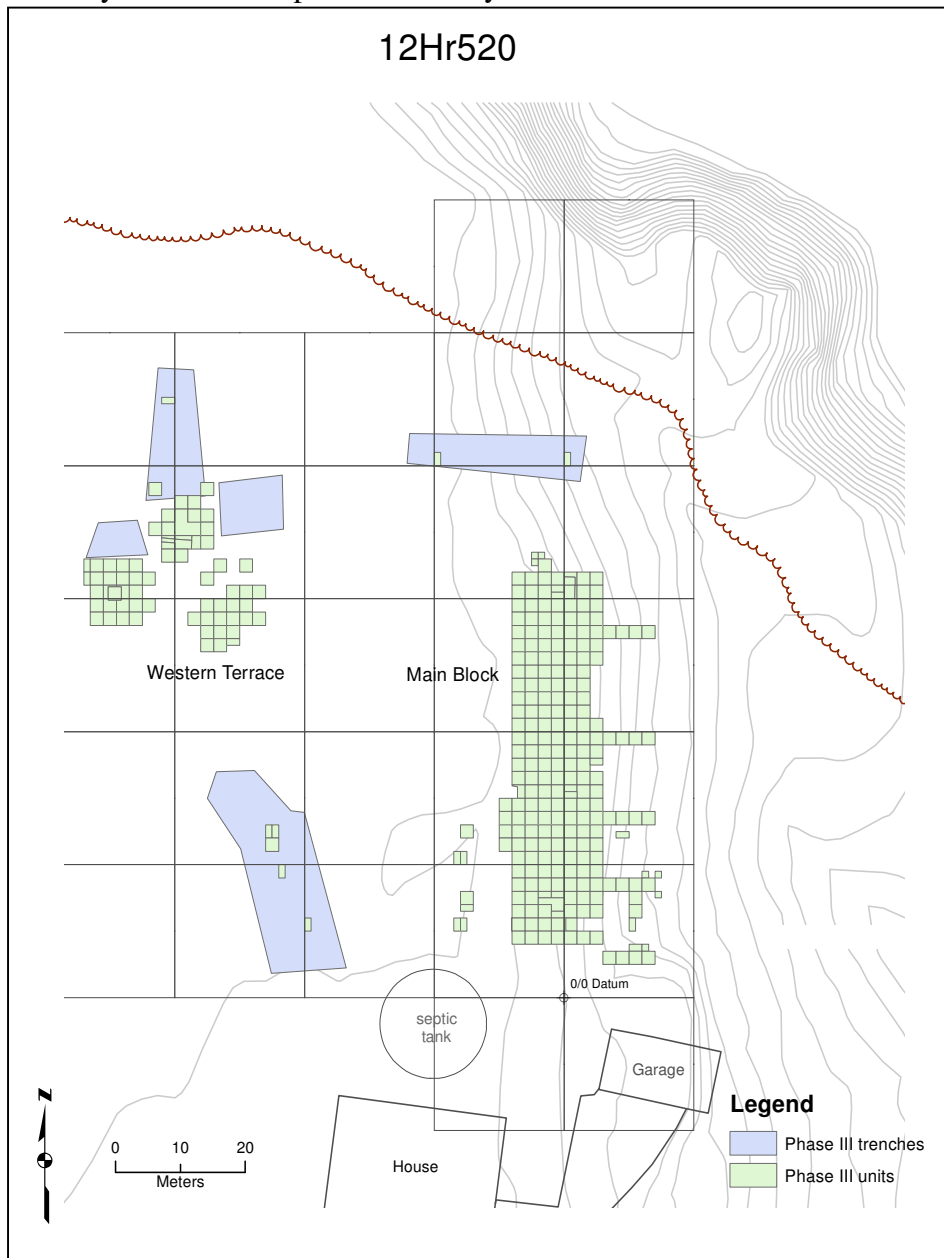 12Hr520
Western Terrace
Main Block
0/0 Datum
septic
tank
Garage
Legend
Phase III trenches
Phase III units
House
N
0 10 20
Meters